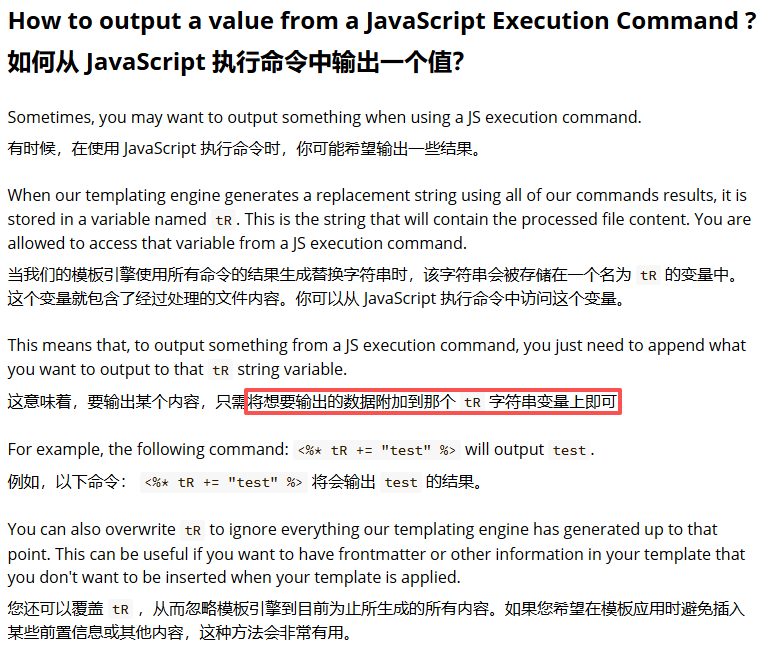 How to output a value from a JavaScript Execution Command ?
如何从 JavaScript 执行命令中输出一个值？
Sometimes, you may want to output something when using a JS execution command.
有时候，在使用 JavaScript 执行命令时，你可能希望输出一些结果。
When our templating engine generates a replacement string using all of our commands results, it is
stored in a variable named tR. This is the string that will contain the processed file content. You are
allowed to access that variable from a JS execution command.
当我们的模板引擎使用所有命令的结果生成替换字符串时，该字符串会被存储在一个名为 tR 的变量中。
这个变量就包含了经过处理的文件内容。你可以从 JavaScript 执行命令中访问这个变量。
This means that, to output something from a JS execution command, you just need to append what
you want to output to that tR string variable.
这意味着，要输出某个内容，只需将想要输出的数据附加到那个 tR 字符串变量上即可
For example, the following command: <%* tR += "test" %> will output test.
例如，以下命令： <%* tR += "test" %> 将会输出 test 的结果。
You can also overwrite tR to ignore everything our templating engine has generated up to that
point. This can be useful if you want to have frontmatter or other information in your template that
you don't want to be inserted when your template is applied.
您还可以覆盖 tR ，从而忽略模板引擎到目前为止所生成的所有内容。如果您希望在模板应用时避免插入
某些前置信息或其他内容，这种方法会非常有用。